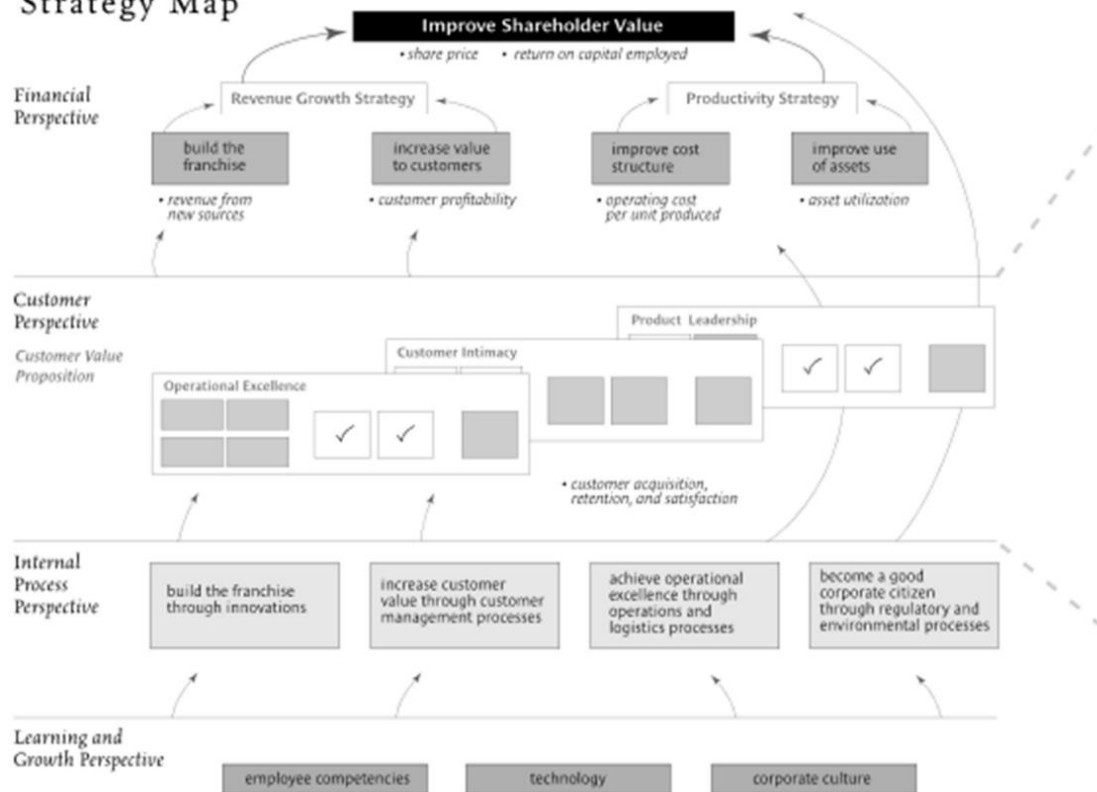 Strategy Map
Improve Shareholder Value
• share price • return on capital employed
Financial
Perspective
Revenue Growth Strategy
Productivity Strategy
build the
franchise
increase value
to customers
improve cost
structure
improve use
of assets
• revenue from
new sources
• customer profitability
• operating cost
per unit produced
• asset utilization
Customer
Perspective
Customer Value
Proposition
Product Leadership
Customer Intimacy
Operational Excellence
• customer acquisition,
retention, and satisfaction
Internal
Process
Perspective
build the franchise
through innovations
increase customer
value through customer
management processes
achieve operational
excellence through
operations and
logistics processes
become a good
corporate citizen
through regulatory and
environmental processes
Learning and
Growth Perspective
employee competencies
technology
corporate culture